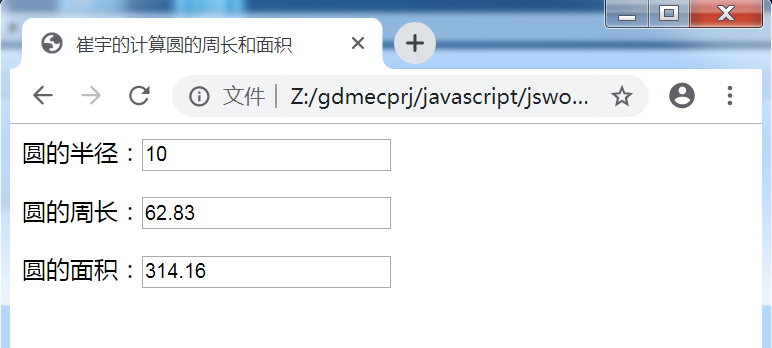 崔宇的计算圆的周长和面积
文件 Z:/gdmecprj/javascript/jswo...
圆的半径：10
圆的周长：62.83
圆的面积：314.16